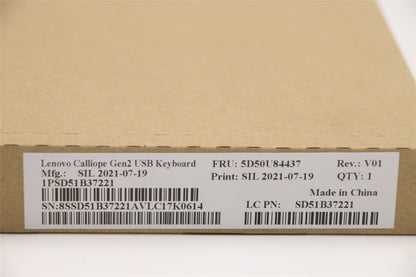 Lenovo Calliope Gen2 USB Keyboard FRU: 5D50U84437 Rev.: V01
Mfg.: SIL 2021-07-19 Print: SIL 2021-07-19 QTY: 1
1PSD51B37221 Made in China
SN:8SSD51B37221AVLC17K0614 LC PN: SD51B37221